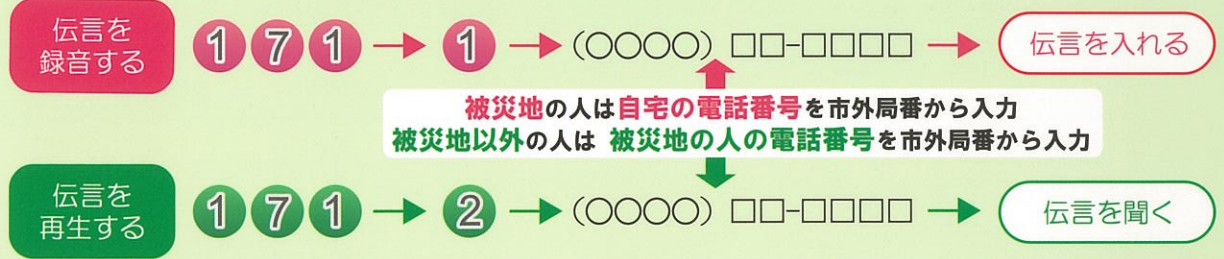 伝言を
録音する
1 7 1 → 1 → (○○○○) □□-□□□□ → 伝言を入れる
被災地の人は自宅の電話番号を市外局番から入力
被災地以外の人は 被災地の人の電話番号を市外局番から入力
伝言を
再生する
1 7 1 → 2 → (○○○○) □□-□□□□ → 伝言を聞く